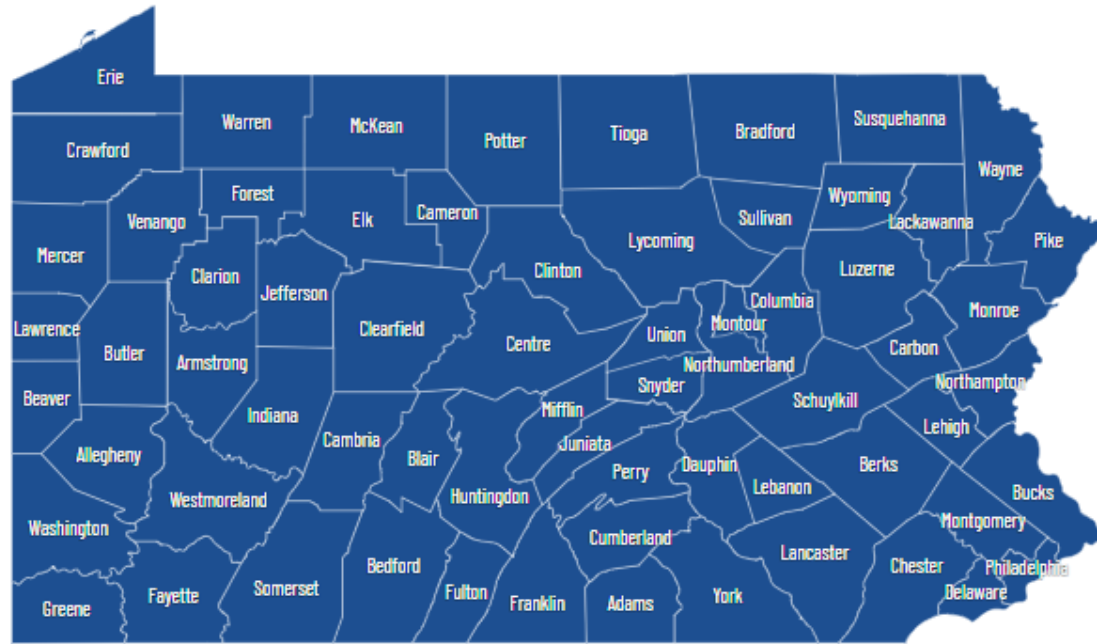 Erie
Warren
McKean
Potter
Tioga
Bradford
Susquehanna
Crawford
Wayne
Forest
Venango
Elk
Cameron
Wyoming
Sullivan
Lackawanna
Lycoming
Pike
Mercer
Clarion
Clinton
Luzerne
Jefferson
Columbia
Monroe
Lawrence
Clearfield
Montour
Union
Centre
Butler
Carbon
Armstrong
Northumberland
Northampton
Snyder
Beaver
Schuylkill
Mifflin
Indiana
Lehigh
Cambria
Juniata
Allegheny
Blair
Dauphin
Berks
Perry
Lebanon
Bucks
Huntingdon
Westmoreland
Montgomery
Washington
Cumberland
Lancaster
Bedford
Chester
Philadelphia
Somerset
Fulton
Delaware
Fayette
York
Franklin
Adams
Greene